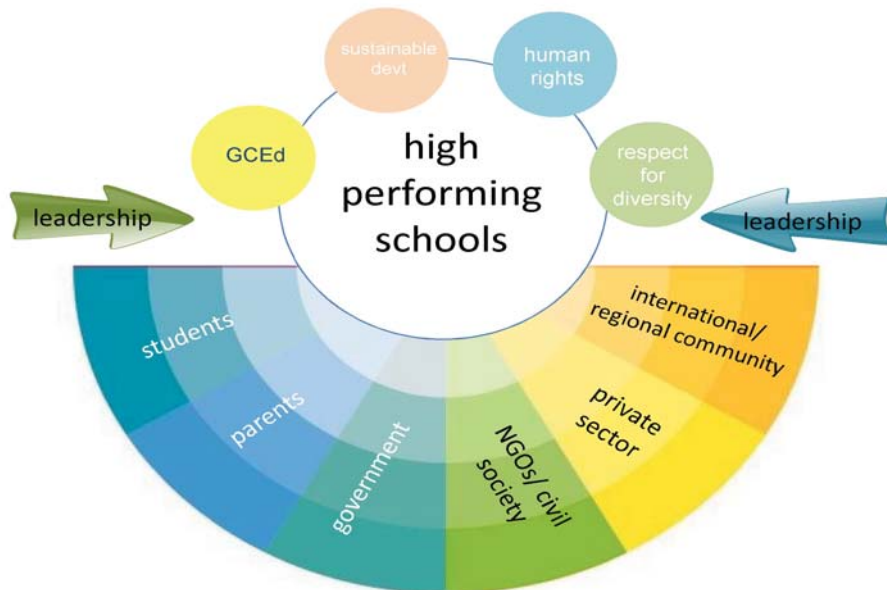 sustainable
devt
human
rights
GCEd
high
performing
schools
respect
for
diversity
leadership
leadership
students
parents
government
NGOs/ civil
society
private
sector
international/
regional community